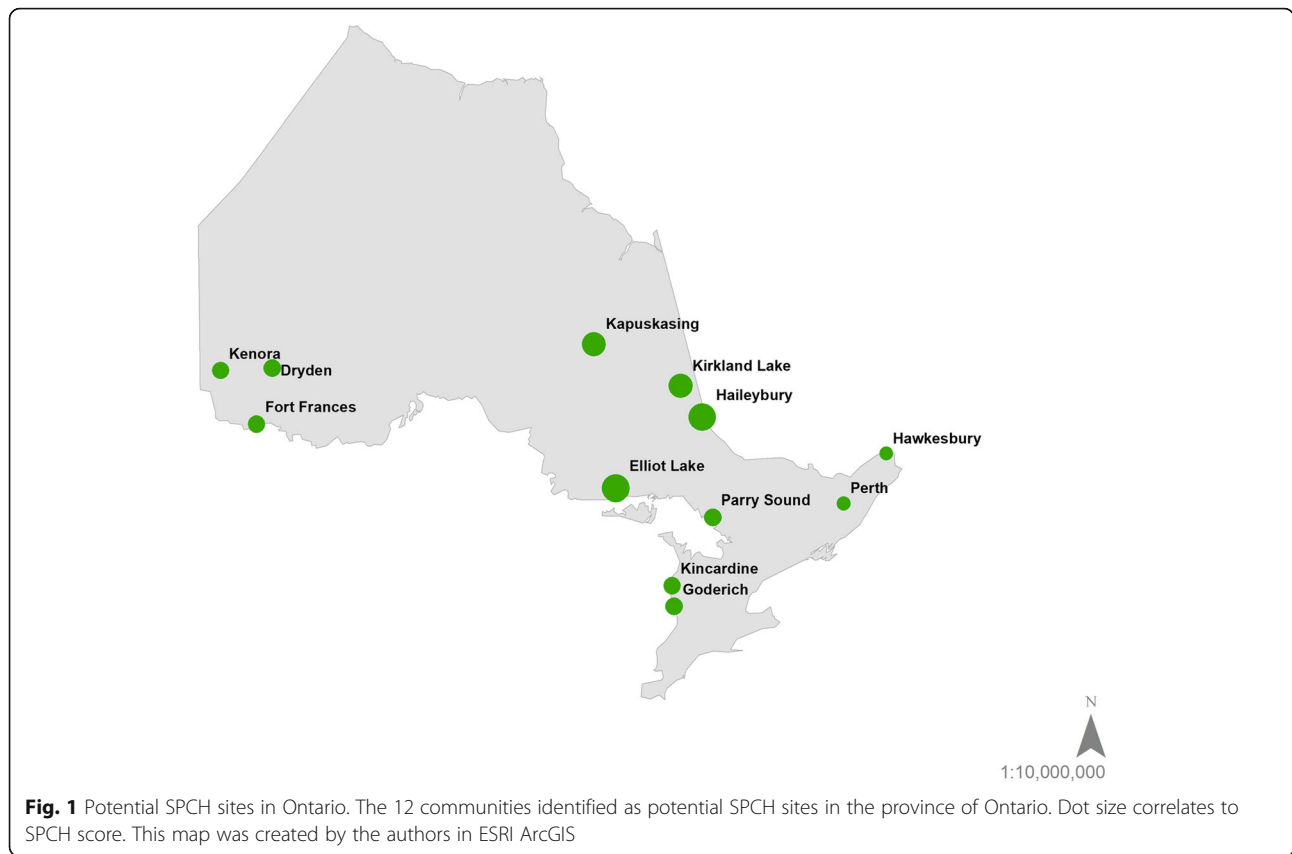 Kapuskasing
Kenora
Dryden
Kirkland Lake
Haileybury
Fort Frances
Hawkesbury
Elliot Lake
Perth
Parry Sound
Kincardine
Goderich
N
1:10,000,000
Fig. 1 Potential SPCH sites in Ontario. The 12 communities identified as potential SPCH sites in the province of Ontario. Dot size correlates to
SPCH score. This map was created by the authors in ESRI ArcGIS